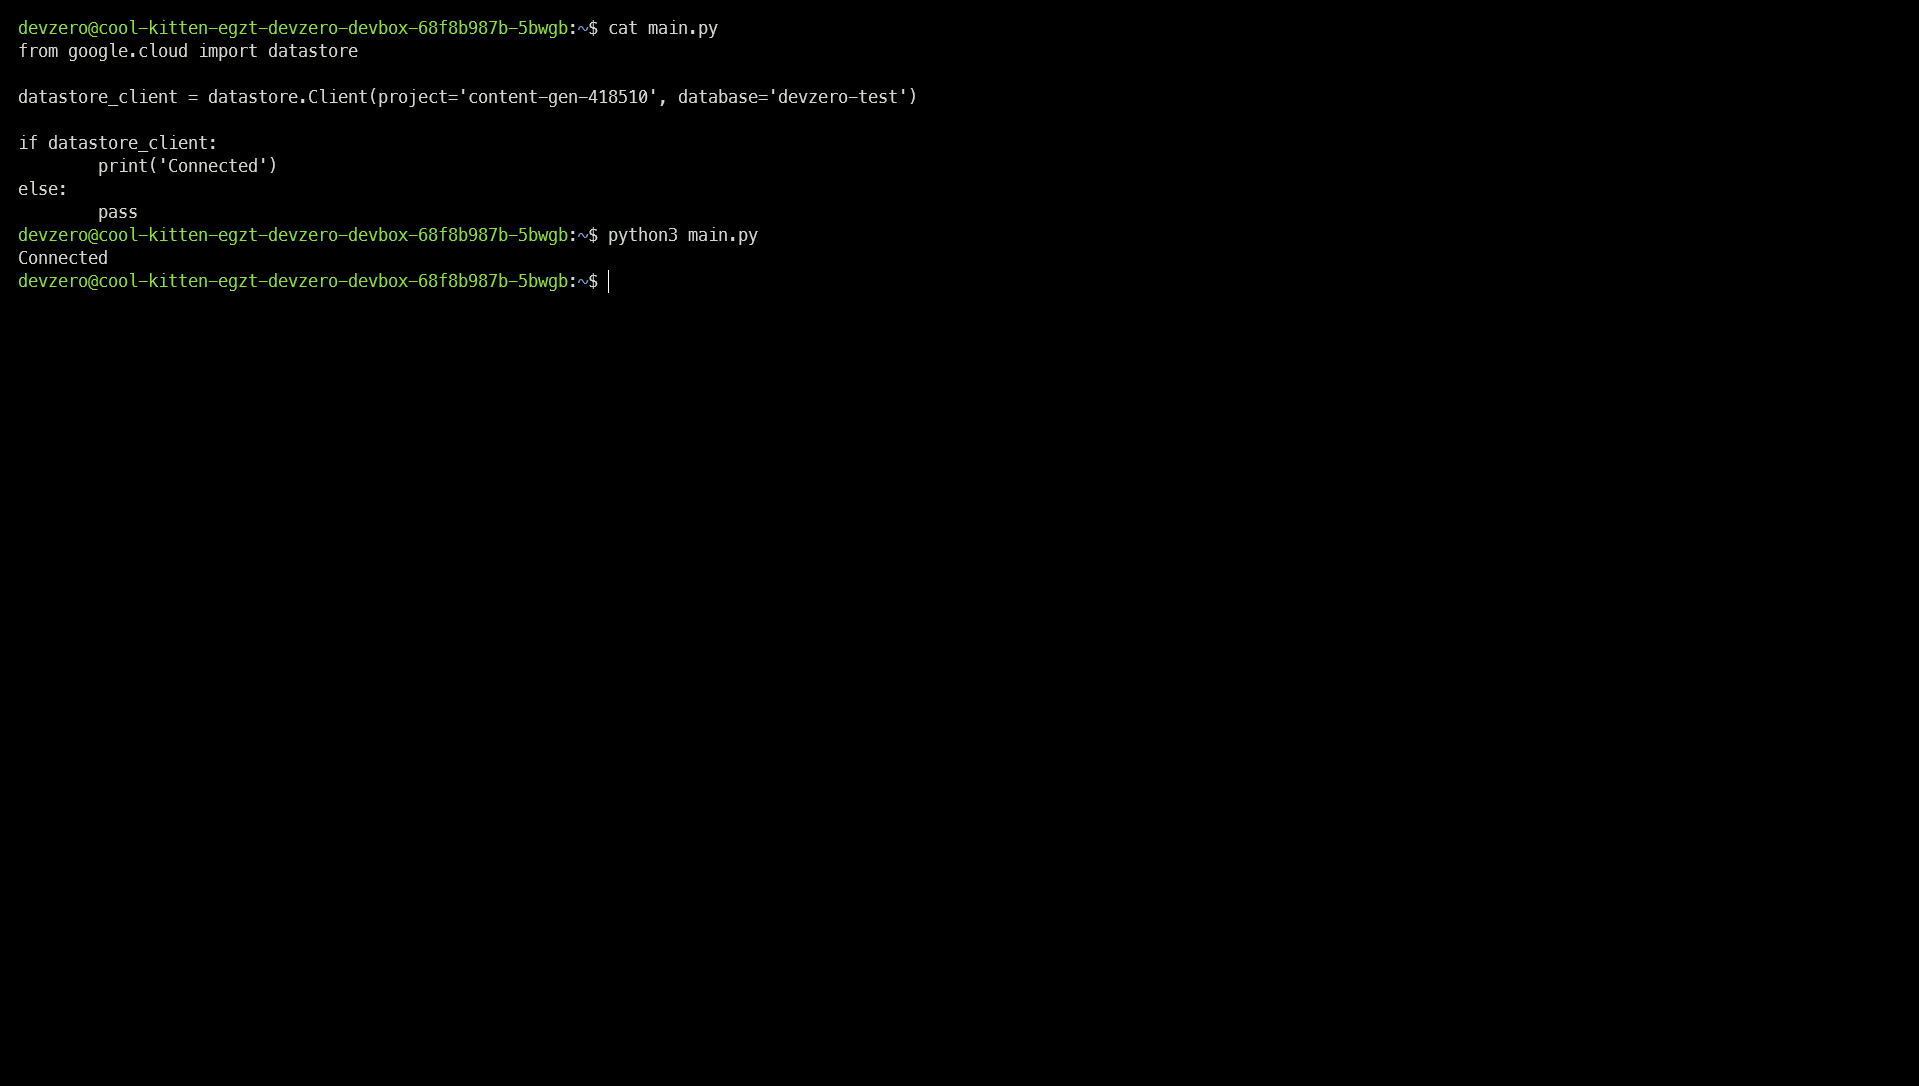 devzero@cool-kitten-egzt-devzero-devbox-68f8b987b-5bwgb:~$ cat main.py
from google.cloud import datastore

datastore_client = datastore.Client(project='content-gen-418510', database='devzero-test')

if datastore_client:
        print('Connected')
else:
        pass
devzero@cool-kitten-egzt-devzero-devbox-68f8b987b-5bwgb:~$ python3 main.py
Connected
devzero@cool-kitten-egzt-devzero-devbox-68f8b987b-5bwgb:~$